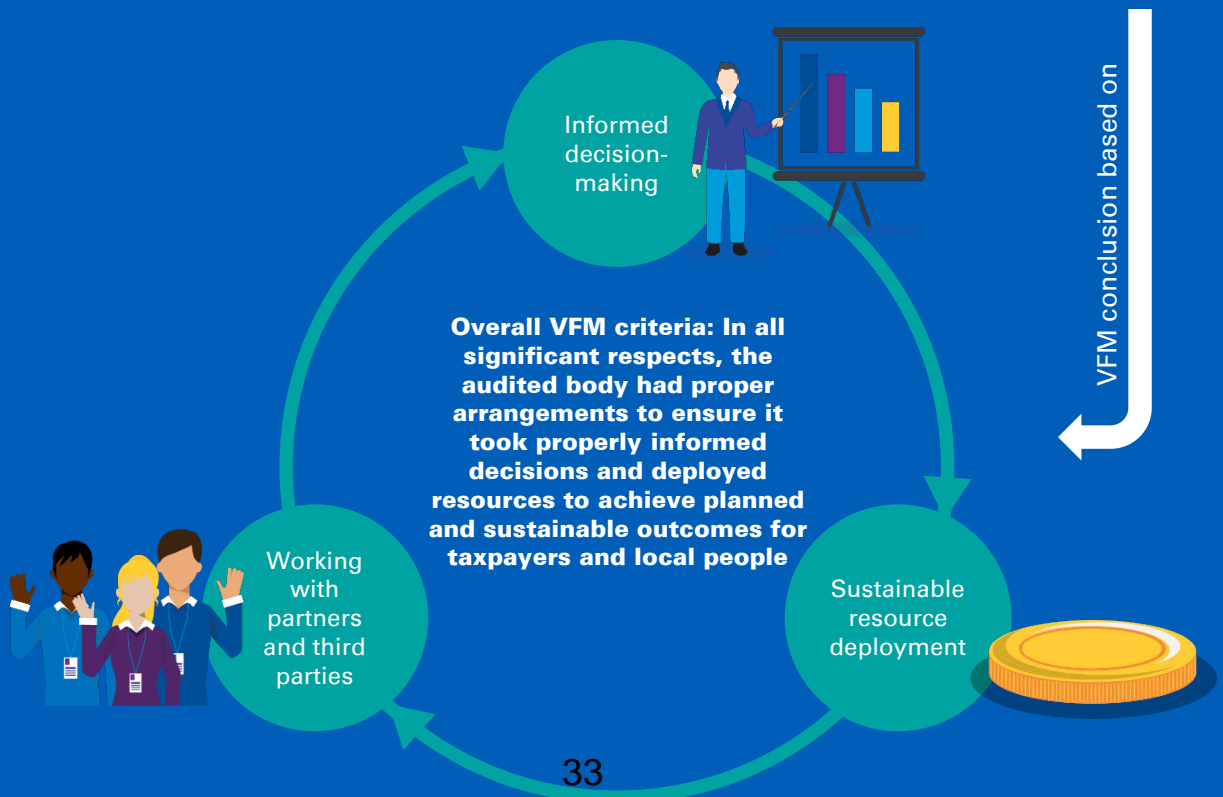 Informed
decision-
making
VFM conclusion based on
Overall VFM criteria: In all
significant respects, the
audited body had proper
arrangements to ensure it
took properly informed
decisions and deployed
resources to achieve planned
and sustainable outcomes for
taxpayers and local people
Working
with
partners
and third
parties
Sustainable
resource
deployment
33